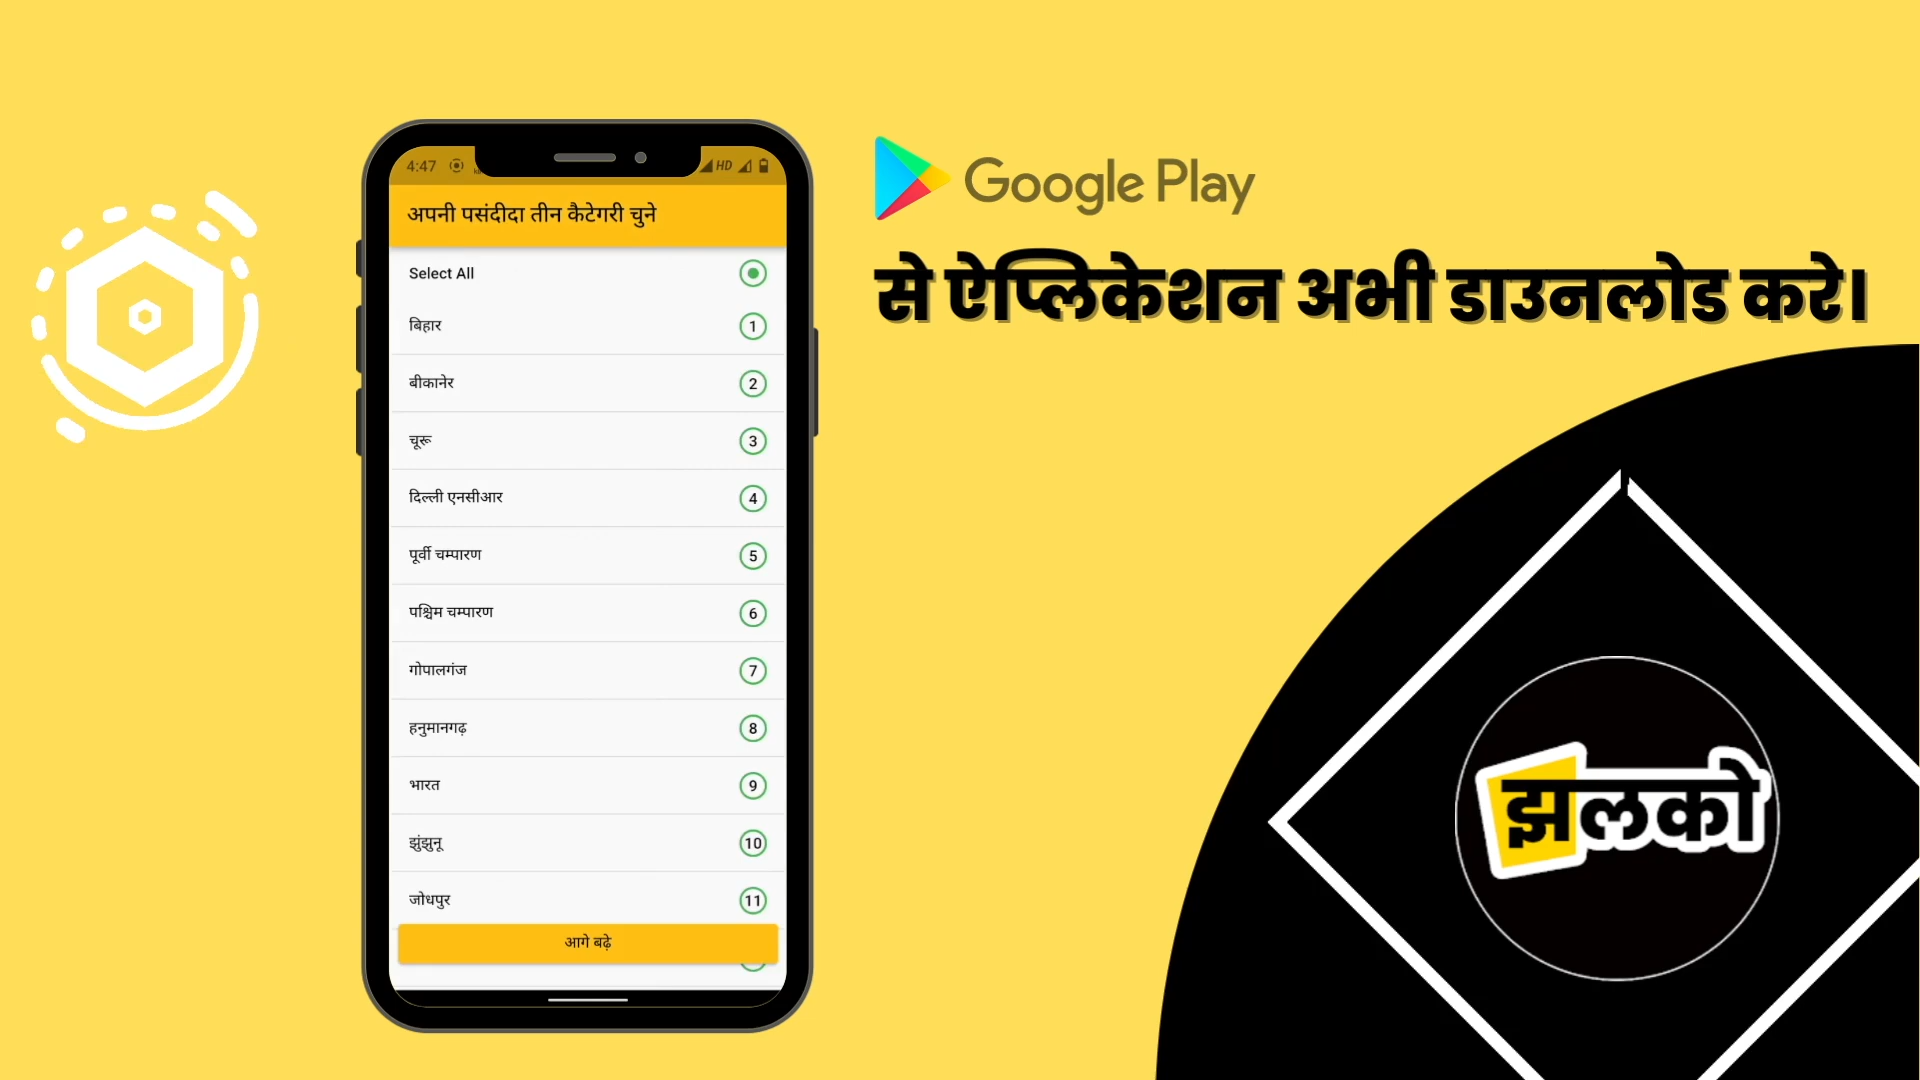 4:47
HD
अपनी पसंदीदा तीन कैटेगरी चुने
Select All
बिहार 1
बीकानेर 2
चूरू 3
दिल्ली एनसीआर 4
पूर्वी चम्पारण 5
पश्चिम चम्पारण 6
गोपालगंज 7
हनुमानगढ़ 8
भारत 9
झुंझुनू 10
जोधपुर 11
आगे बढ़े
Google Play
से ऐप्लिकेशन अभी डाउनलोड करे।
झलको